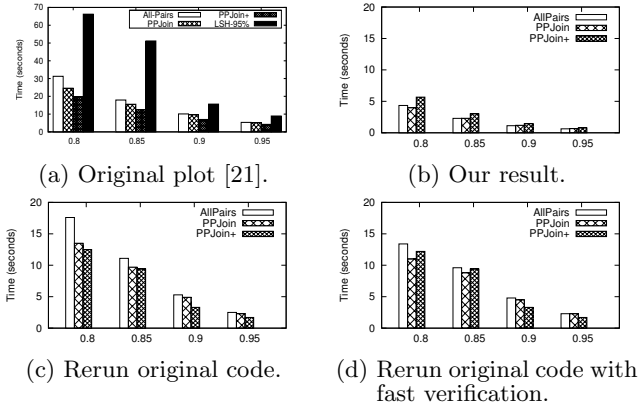 70
60
50
40
30
20
10
0
Time (seconds)
All-Pairs
PPJoin
PPJoin+
LSH-95%
0.8 0.85 0.9 0.95
(a) Original plot [21].
20
15
10
5
0
Time (seconds)
AllPairs
PPJoin
PPJoin+
0.8 0.85 0.9 0.95
(b) Our result.
20
15
10
5
0
Time (seconds)
AllPairs
PPJoin
PPJoin+
0.8 0.85 0.9 0.95
(c) Rerun original code.
20
15
10
5
0
Time (seconds)
AllPairs
PPJoin
PPJoin+
0.8 0.85 0.9 0.95
(d) Rerun original code with
fast verification.